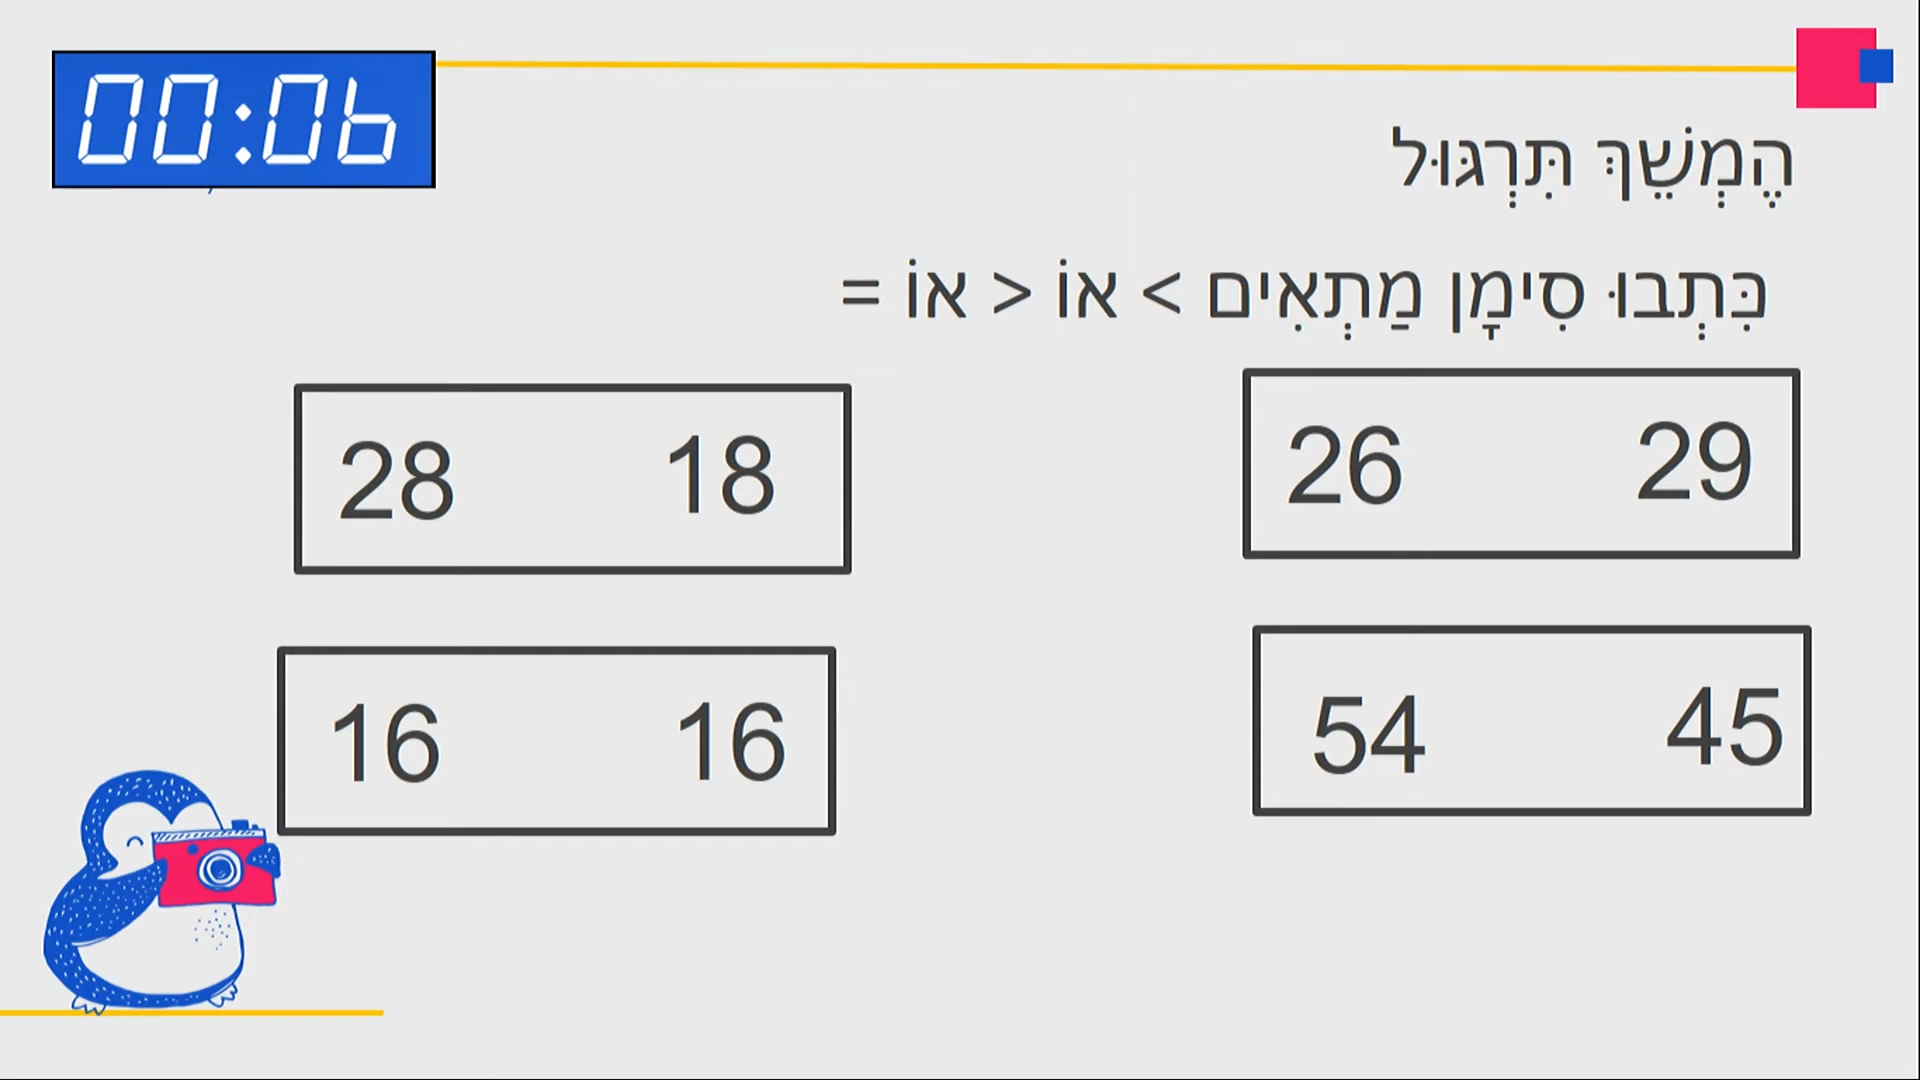 00:06
הֶמְשֵׁךְ תִּרְגּוּל
כִּתְבוּ סִימָן מַתְאִים < אוֹ > אוֹ =
28 18
26 29
16 16
54 45